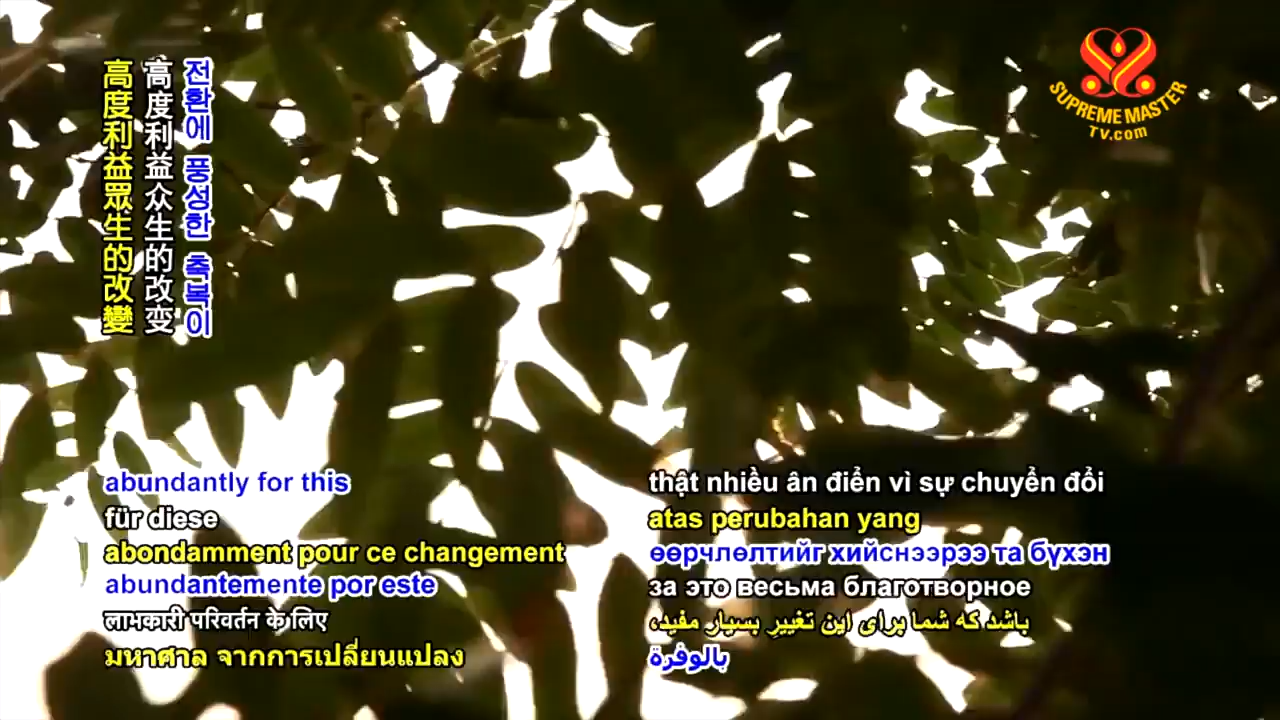 전환에 풍성한 축복이
高度利益众生的改变
高度利益眾生的改變
SUPREME MASTER
TV.com
abundantly for this
für diese
abondamment pour ce changement
abundantemente por este
लाभकारी परिवर्तन के लिए
มหาศาล จากการเปลี่ยนแปลง
thật nhiều ân điển vì sự chuyển đổi
atas perubahan yang
өөрчлөлтийг хийснээрээ та бүхэн
за это весьма благотворное
باشد که شما برای این تغییرِ بسیار مفید،
بالوفرة